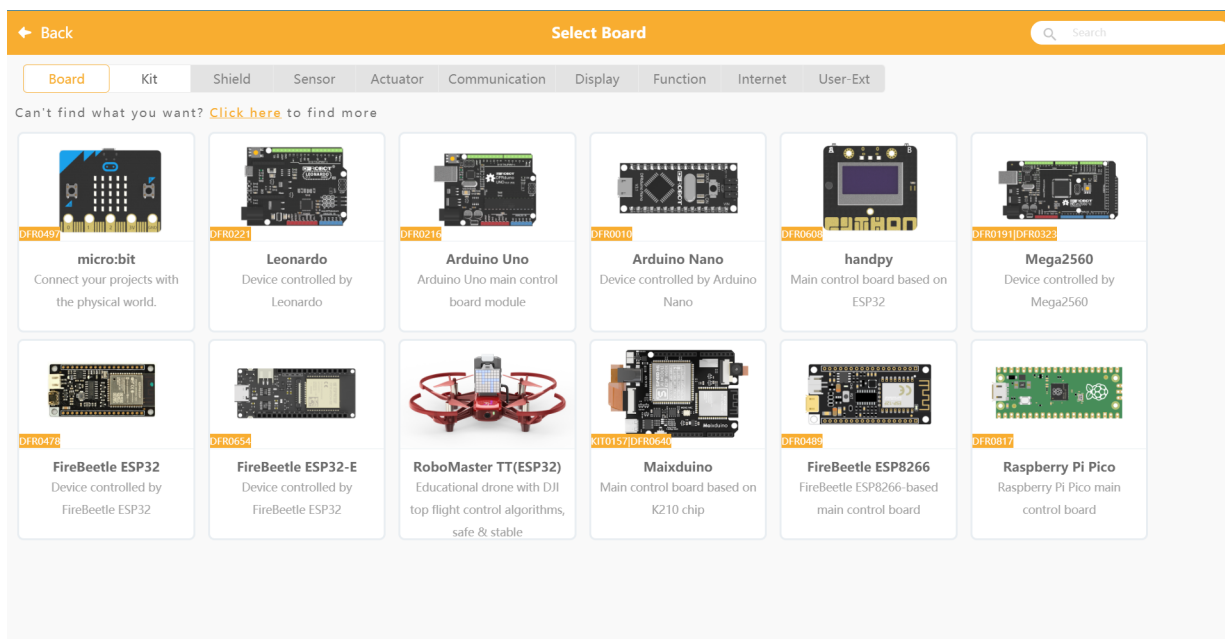 Back
Select Board
Search
Board Kit Shield Sensor Actuator Communication Display Function Internet User-Ext
Can't find what you want? Click here to find more
DFR0497
micro:bit
Connect your projects with
the physical world.
DFR0221
Leonardo
Device controlled by
Leonardo
DFR0216
Arduino Uno
Arduino Uno main control
board module
DFR0010
Arduino Nano
Device controlled by Arduino
Nano
DFR0608
handpy
Main control board based on
ESP32
DFR0191|DFR0323
Mega2560
Device controlled by
Mega2560
DFR0478
FireBeetle ESP32
Device controlled by
FireBeetle ESP32
DFR0654
FireBeetle ESP32-E
Device controlled by
FireBeetle ESP32
RoboMaster TT(ESP32)
Educational drone with DJI
top flight control algorithms,
safe & stable
Maixduino
KIT0157|DFR0640
Maixduino
Main control board based on
K210 chip
DFR0489
FireBeetle ESP8266
FireBeetle ESP8266-based
main control board
DFR0817
Raspberry Pi Pico
Raspberry Pi Pico main
control board